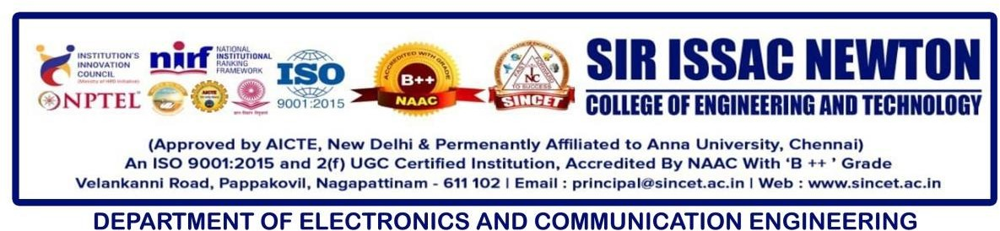 INSTITUTION'S
INNOVATION
COUNCIL
(Ministry of HRD Initiative)
nirf
NATIONAL
INSTITUTIONAL
RANKING
FRAMEWORK
NPTEL
AICTE
ISO
9001:2015
ACCREDITED WITH GRADE
B++
NAAC
TO SUCCESS
SINCET
SIR ISSAC NEWTON
COLLEGE OF ENGINEERING AND TECHNOLOGY
(Approved by AICTE, New Delhi & Permenantly Affiliated to Anna University, Chennai)
An ISO 9001:2015 and 2(f) UGC Certified Institution, Accredited By NAAC With ‘B ++ ’ Grade
Velankanni Road, Pappakovil, Nagapattinam - 611 102 | Email : principal@sincet.ac.in | Web : www.sincet.ac.in
DEPARTMENT OF ELECTRONICS AND COMMUNICATION ENGINEERING